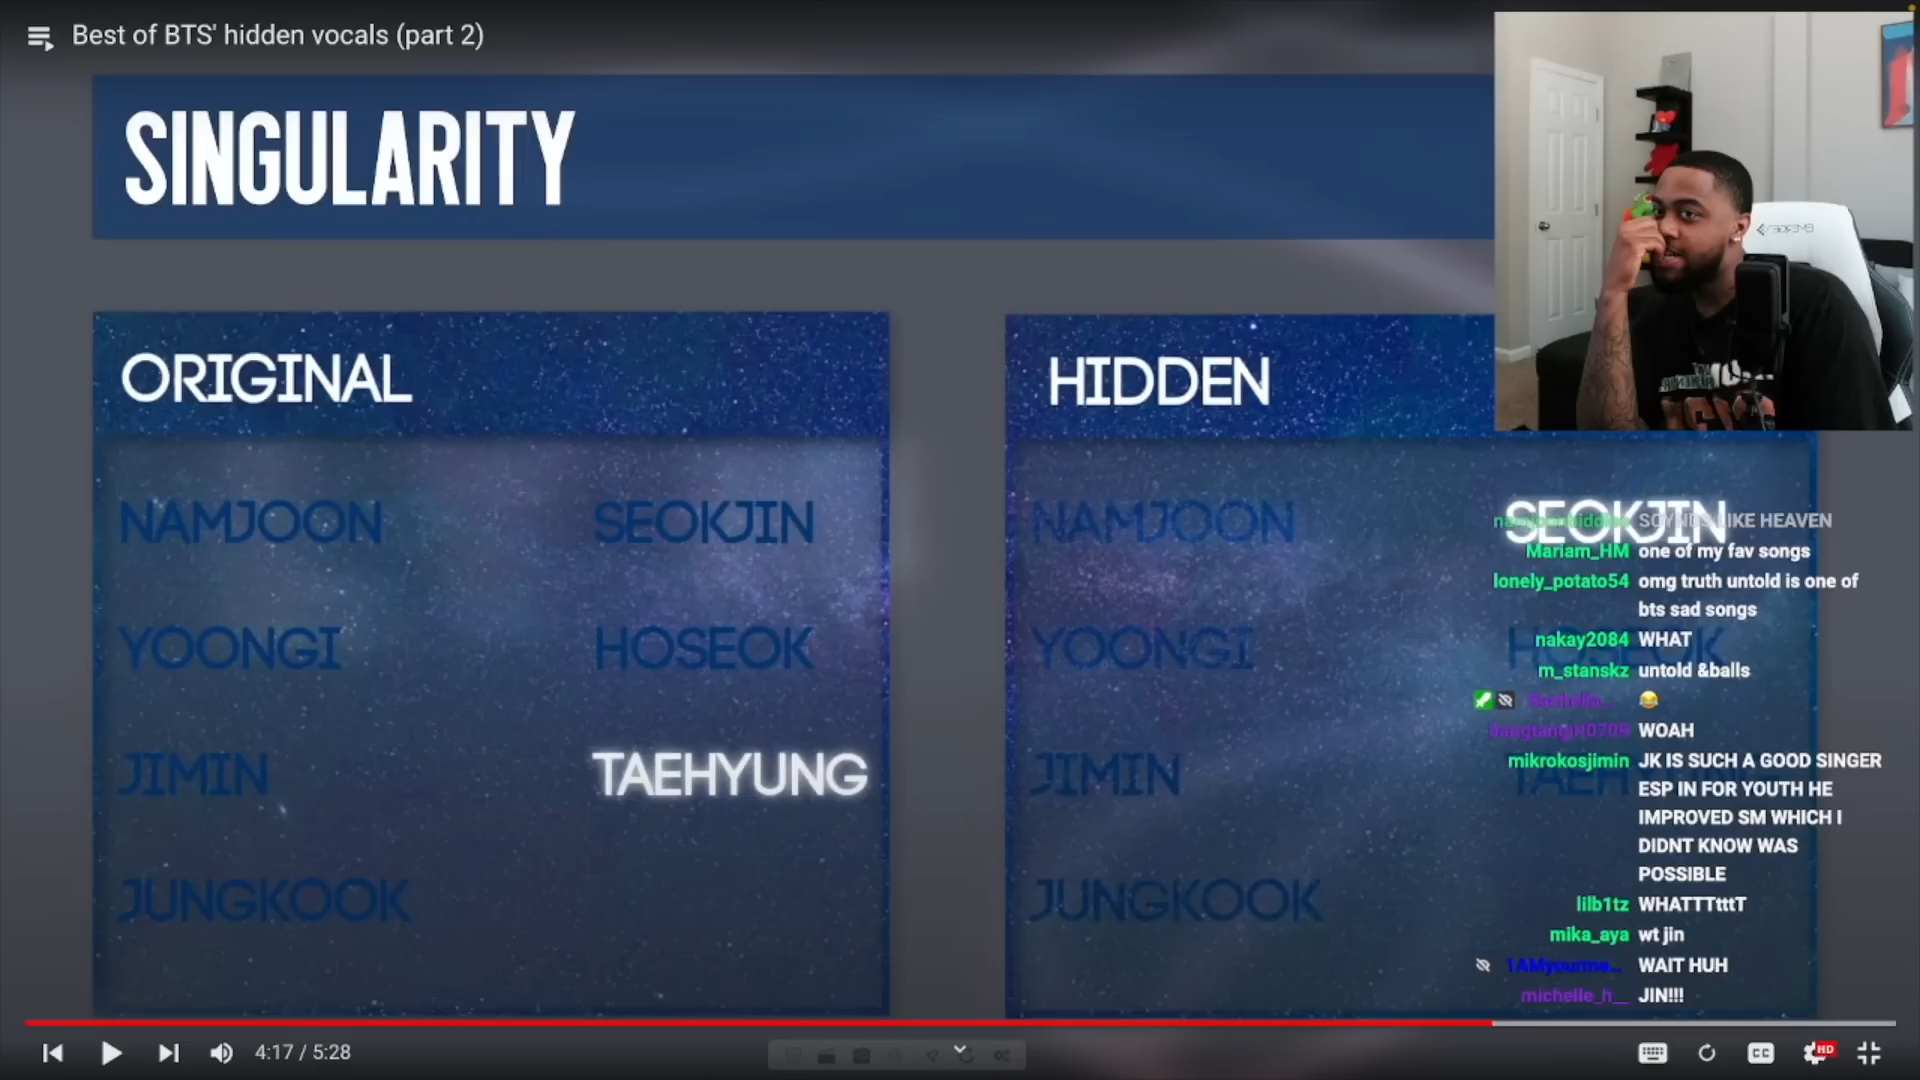 Best of BTS' hidden vocals (part 2)
SINGULARITY
ORIGINAL
NAMJOON SEOKJIN
YOONGI HOSEOK
JIMIN TAEHYUNG
JUNGKOOK
HIDDEN
NAMJOON SEOKJIN
YOONGI HOSEOK
JIMIN TAEHYUNG
JUNGKOOK
LIKE HEAVEN
Mariam_HM one of my fav songs
lonely_potato54 omg truth untold is one of
bts sad songs
nakay2084 WHAT
m_stanskz untold &balls
😂
WOAH
mikrokosjimin JK IS SUCH A GOOD SINGER
ESP IN FOR YOUTH HE
IMPROVED SM WHICH I
DIDNT KNOW WAS
POSSIBLE
lilb1tz WHATTTtttT
mika_aya wt jin
WAIT HUH
michelle_h__ JIN!!!
4:17 / 5:28
CC
HD